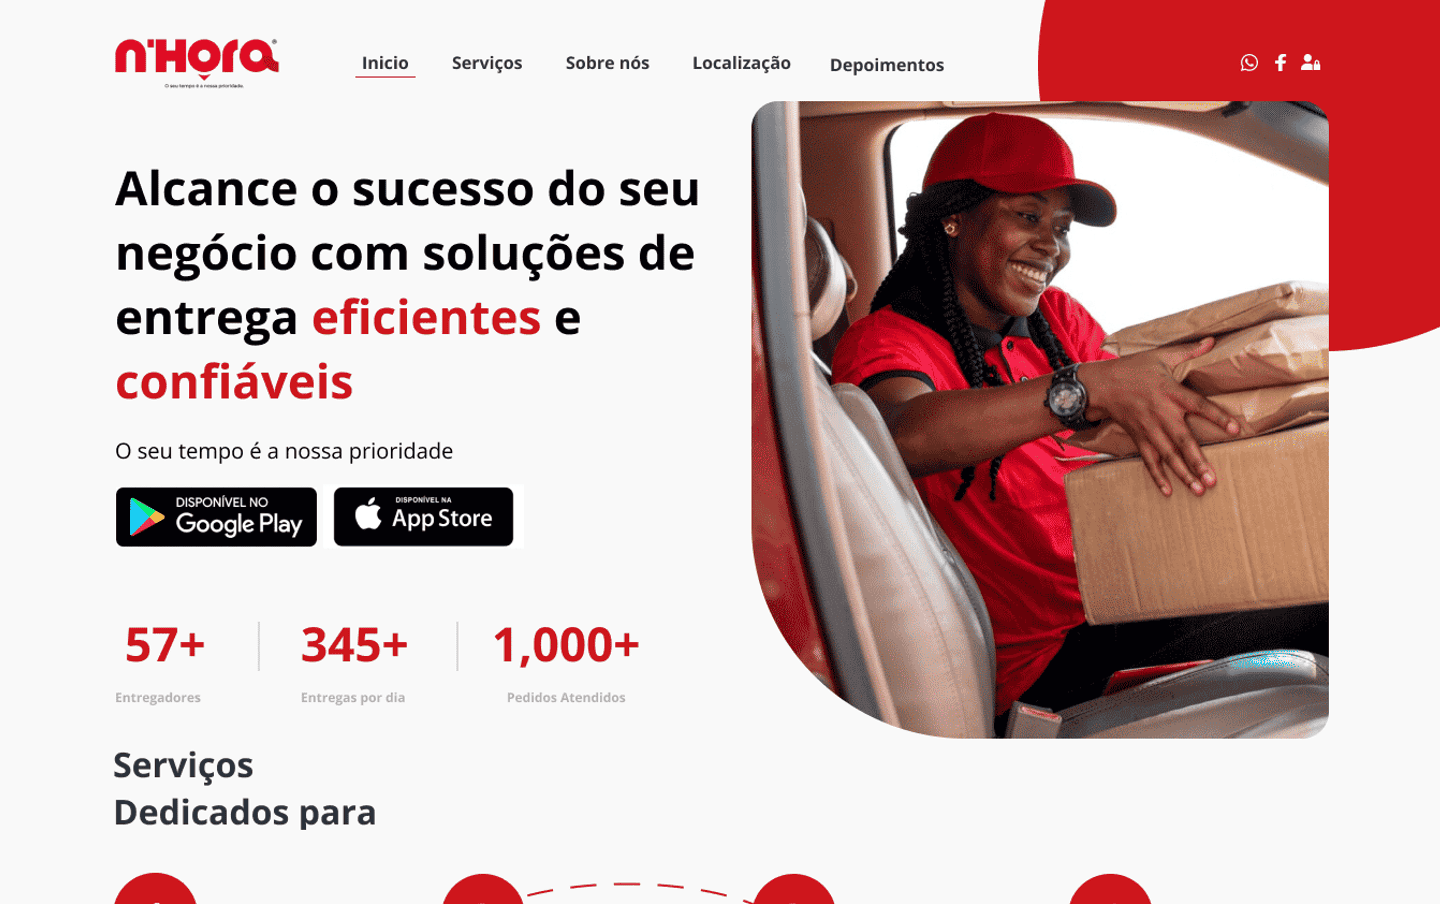 n'Hora
O seu tempo é a nossa prioridade.
Inicio
Serviços
Sobre nós
Localização
Depoimentos
Alcance o sucesso do seu
negócio com soluções de
entrega eficientes e
confiáveis
O seu tempo é a nossa prioridade
DISPONÍVEL NO
Google Play
DISPONÍVEL NA
App Store
57+
345+
1,000+
Entregadores
Entregas por dia
Pedidos Atendidos
Serviços
Dedicados para